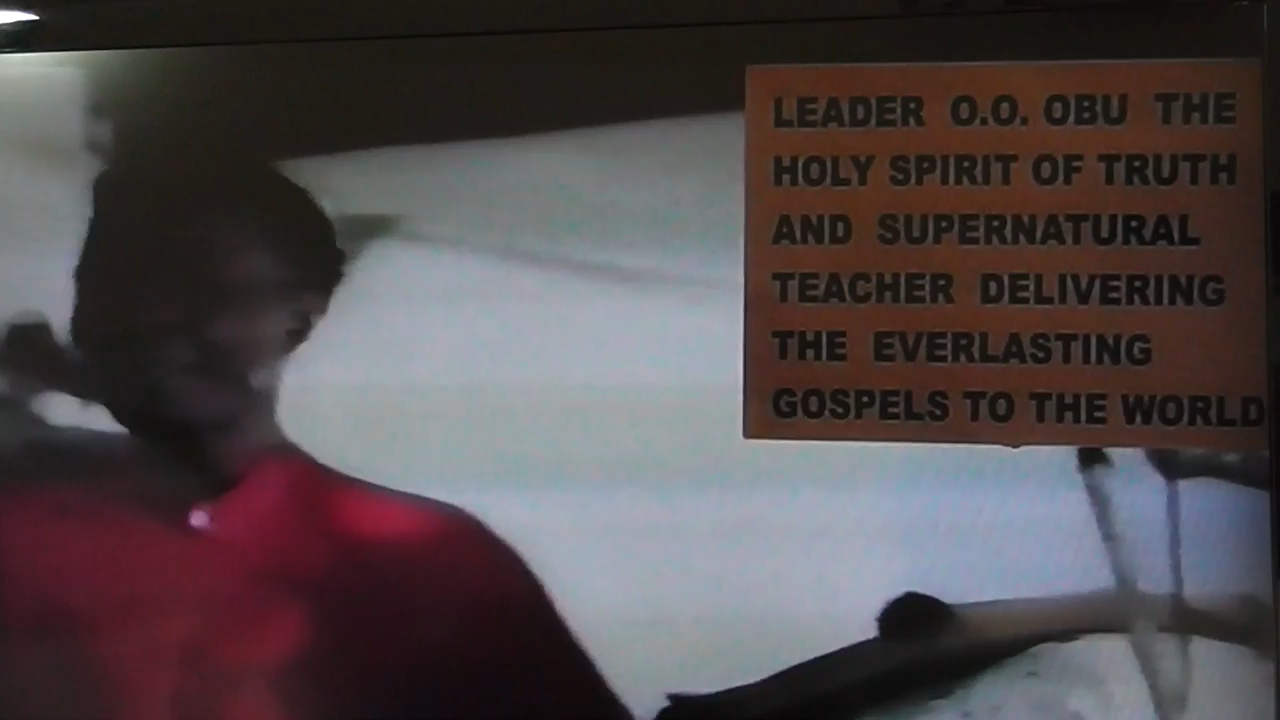 LEADER O.O. OBU THE
HOLY SPIRIT OF TRUTH
AND SUPERNATURAL
TEACHER DELIVERING
THE EVERLASTING
GOSPELS TO THE WORLD